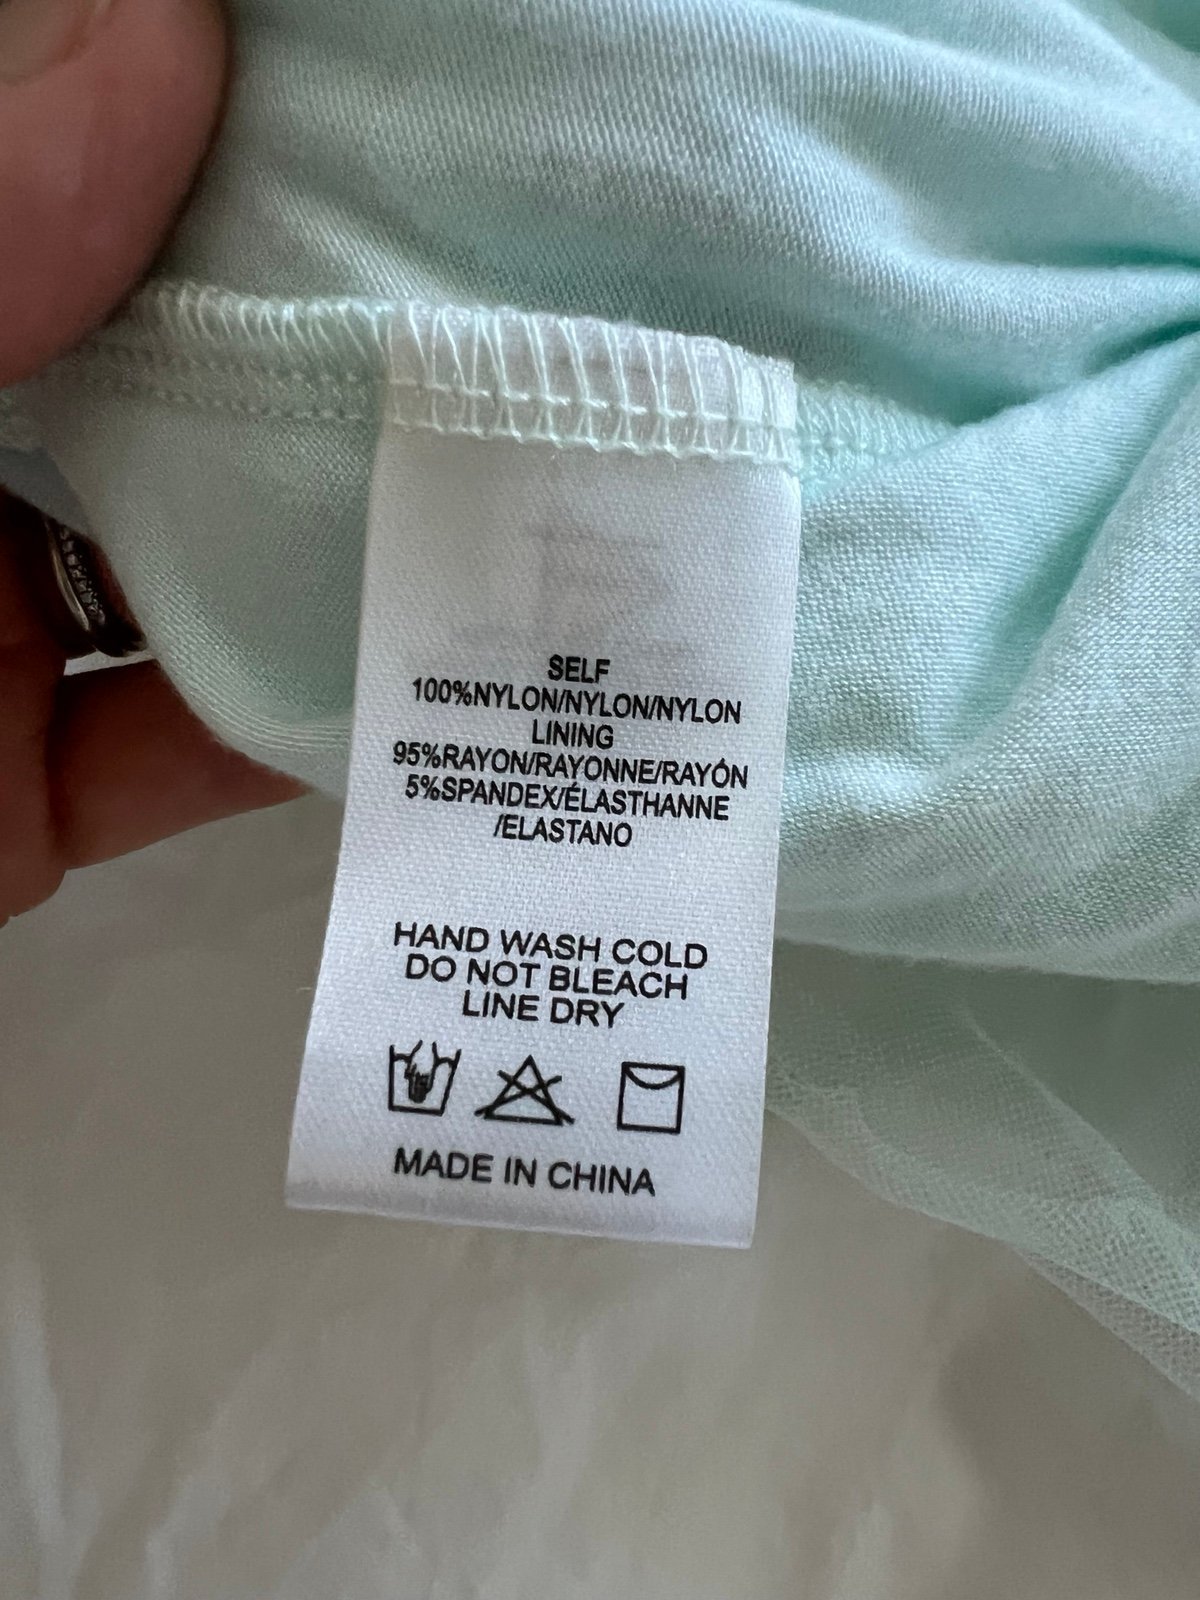 SELF
100%NYLON/NYLON/NYLON
LINING
95%RAYON/RAYONNE/RAYÓN
5%SPANDEX/ÉLASTHANNE
/ELASTANO
HAND WASH COLD
DO NOT BLEACH
LINE DRY
MADE IN CHINA